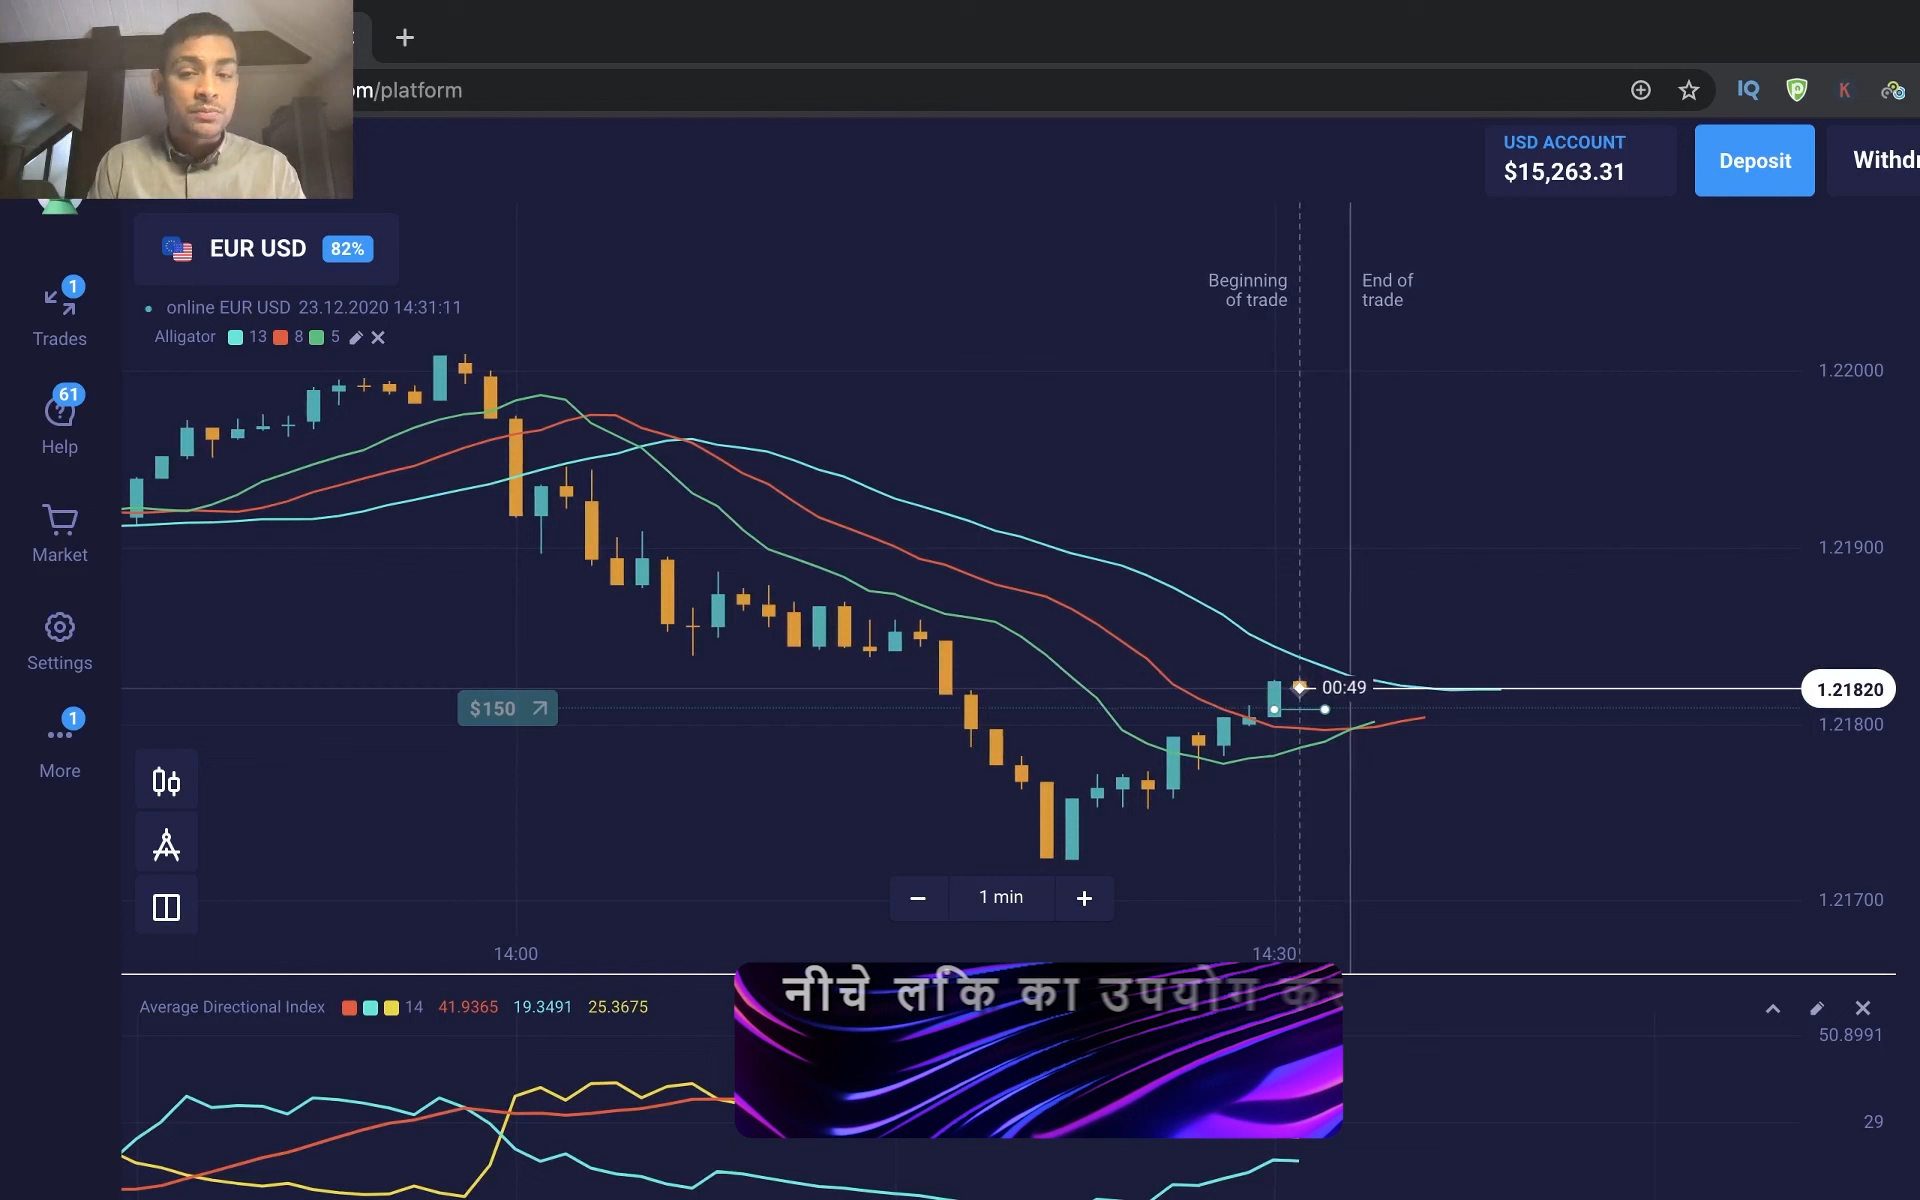 +
om/platform
IQ
K
USD ACCOUNT
$15,263.31
Deposit
Withdr
EUR USD 82%
online EUR USD 23.12.2020 14:31:11
Alligator 13 8 5
Beginning
of trade
End of
trade
1
Trades
61
Help
Market
Settings
1
More
1.22000
1.21900
$150
00:49
1.21820
1.21800
1.21700
− 1 min +
14:00
14:30
Average Directional Index 14 41.9365 19.3491 25.3675
नीचे लिंक का उपयोग
50.8991
29